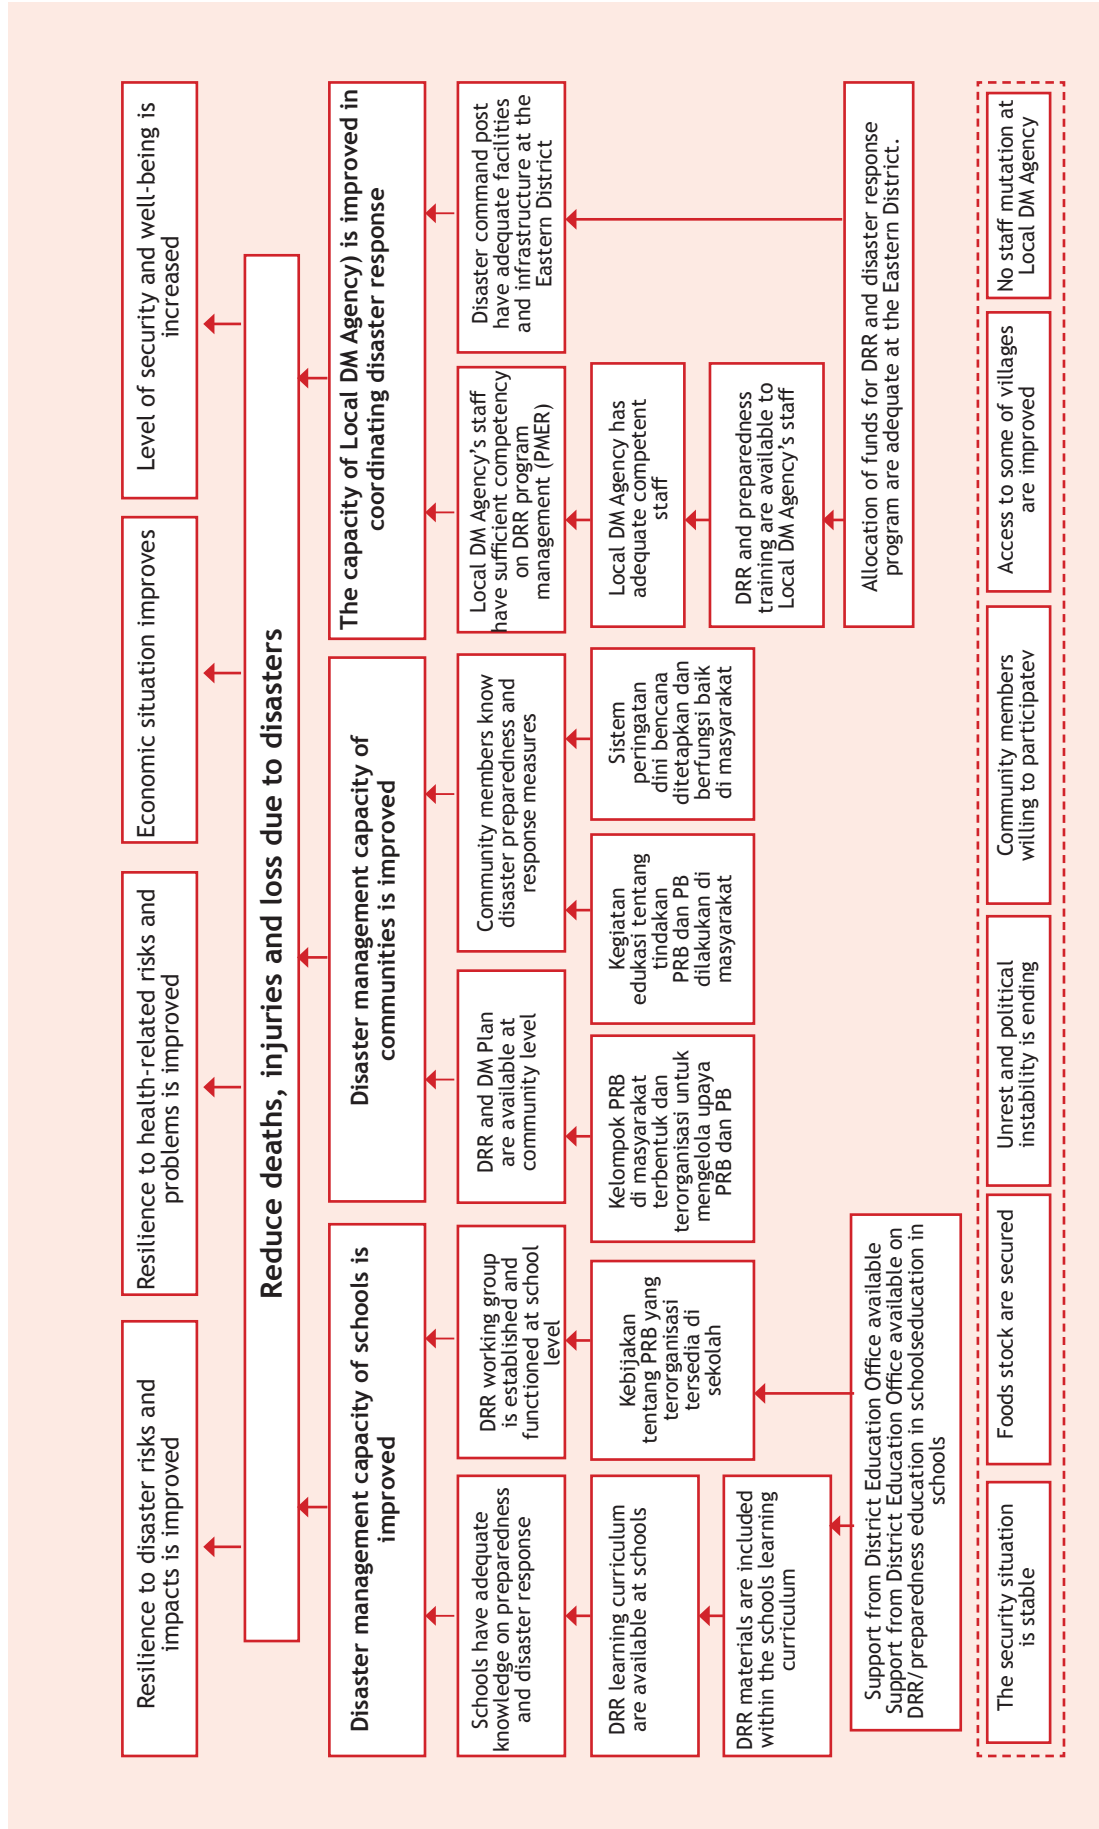 Resilience to disaster risks and
impacts is improved
Resilience to health-related risks and
problems is improved
Economic situation improves
Level of security and well-being is
increased
Reduce deaths, injuries and loss due to disasters
Disaster management capacity of schools is
improved
Disaster management capacity of
communities is improved
The capacity of Local DM Agency) is improved in
coordinating disaster response
Schools have adequate
knowledge on preparedness
and disaster response
DRR working group
is established and
functioned at school
level
DRR and DM Plan
are available at
community level
Community members know
disaster preparedness and
response measures
Local DM Agency's staff
have sufficient competency
on DRR program
management (PMER)
Disaster command post
have adequate facilities
and infrastructure at the
Eastern District
DRR learning curriculum
are available at schools
Kebijakan
tentang PRB yang
terorganisasi
tersedia di
sekolah
Kelompok PRB
di masyarakat
terbentuk dan
terorganisasi untuk
mengelola upaya
PRB dan PB
Kegiatan
edukasi tentang
tindakan
PRB dan PB
dilakukan di
masyarakat
Sistem
peringatan
dini bencana
ditetapkan dan
berfungsi baik
di masyarakat
Local DM Agency has
adequate competent
staff
DRR materials are included
within the schools learning
curriculum
DRR and preparedness
training are available to
Local DM Agency's staff
Support from District Education Office available
Support from District Education Office available on
DRR/preparedness education in schoolseducation in
schools
Allocation of funds for DRR and disaster response
program are adequate at the Eastern District.
The security situation
is stable
Foods stock are secured
Unrest and political
instability is ending
Community members
willing to participatev
Access to some of villages
are improved
No staff mutation at
Local DM Agency